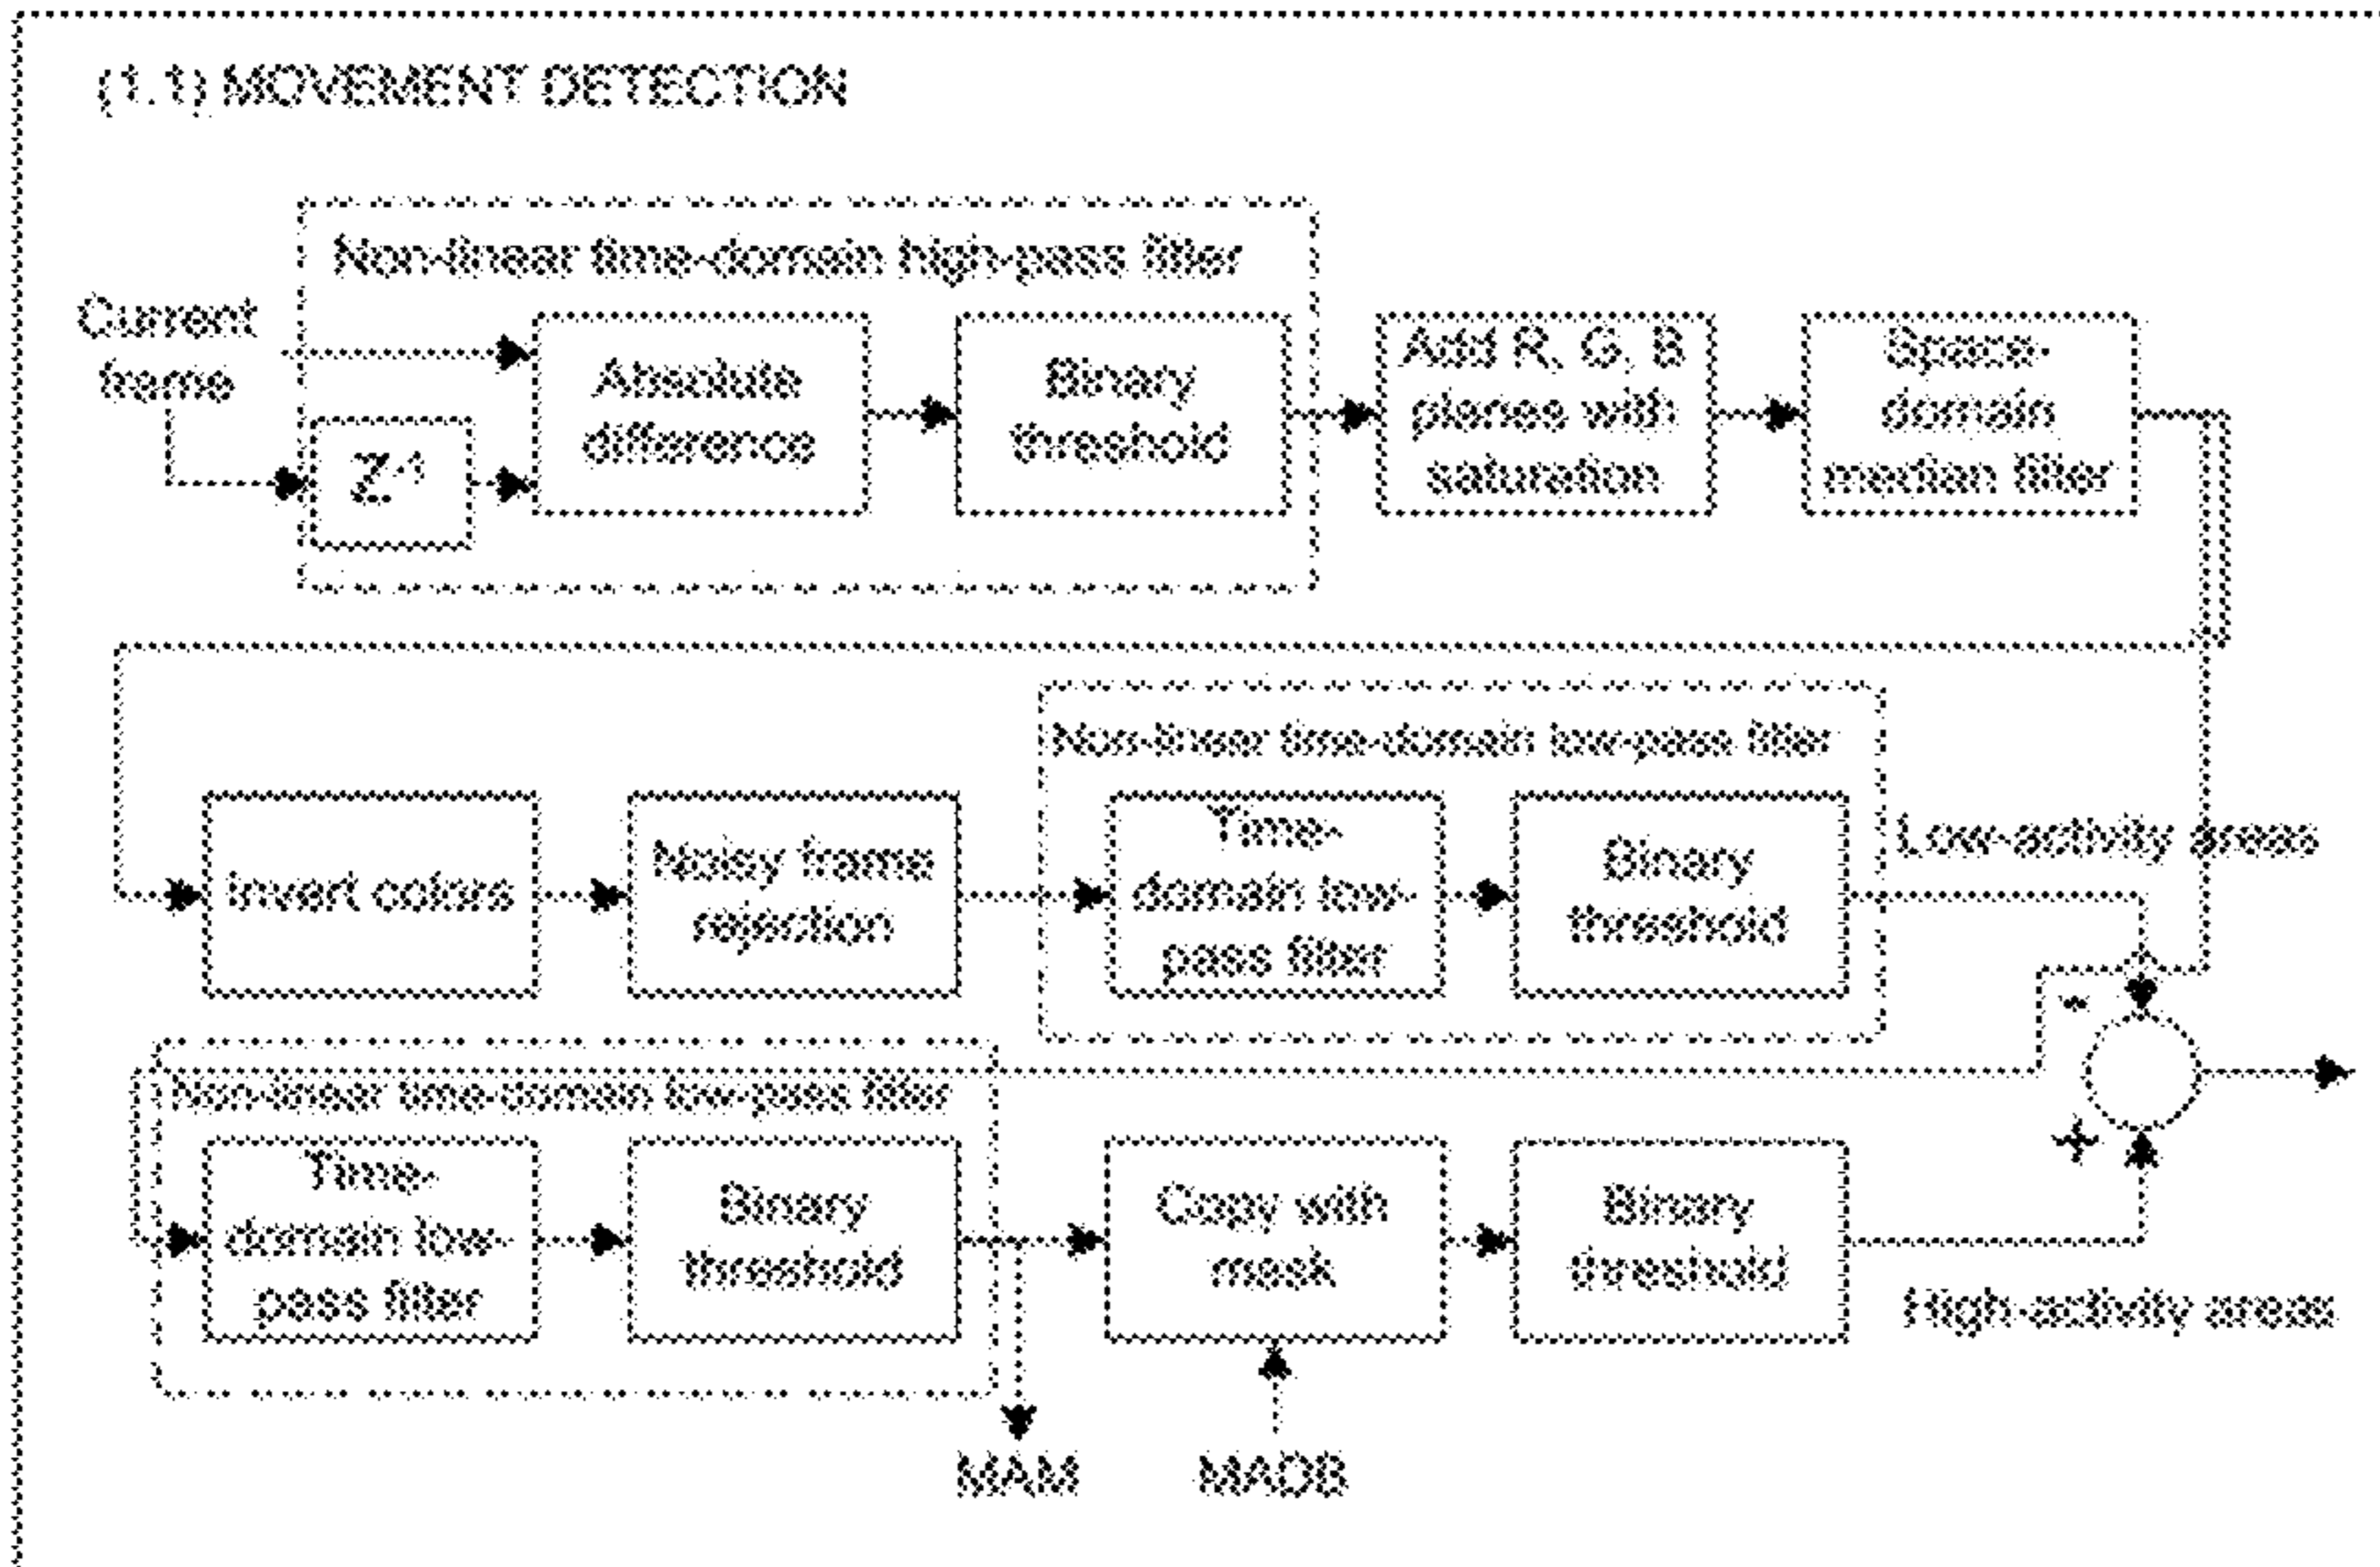 (1.1) MOVEMENT DETECTION
Non-linear time-domain high-pass filter
Current
frame
Z-1
Absolute
difference
Binary
threshold
Add R, G, B
planes with
saturation
Space-
domain
median filter
Non-linear time-domain low-pass filter
Invert colors
Noisy frame
rejection
Time-
domain low-
pass filter
Binary
threshold
Low-activity areas
-
+
Non-linear time-domain low-pass filter
Time-
domain low-
pass filter
Binary
threshold
Copy with
mask
Binary
threshold
High-activity areas
MAM
MAOB